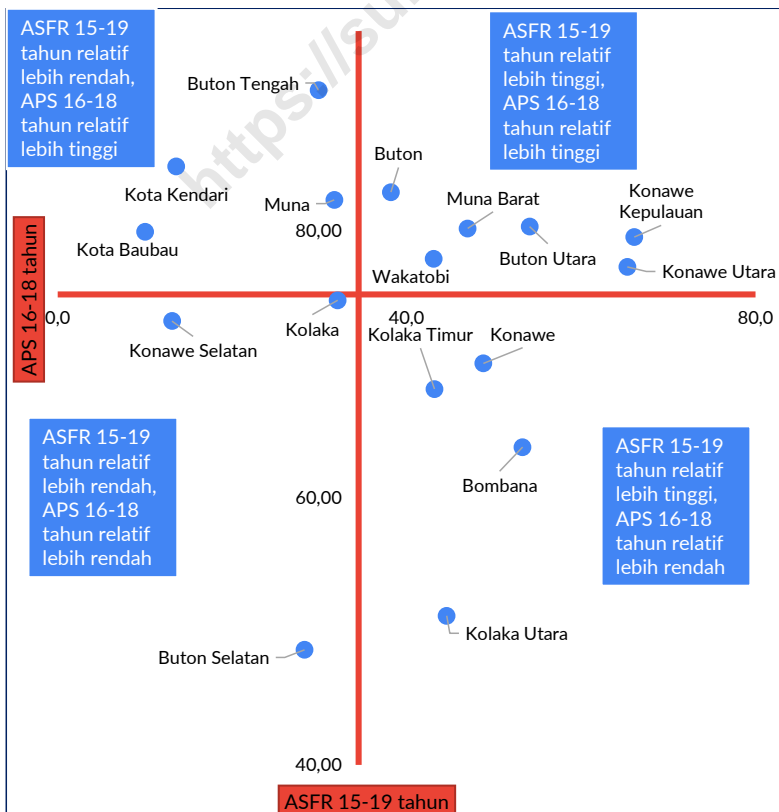 ASFR 15-19
tahun relatif
lebih rendah,
APS 16-18
tahun relatif
lebih tinggi
ASFR 15-19
tahun relatif
lebih tinggi,
APS 16-18
tahun relatif
lebih tinggi
https://su
Buton Tengah
Buton
Kota Kendari
Muna
Muna Barat
Konawe
Kepulauan
80,00
Kota Baubau
Buton Utara
Wakatobi
Konawe Utara
APS 16-18 tahun
0,0
40,0
80,0
Kolaka
Konawe Selatan
Kolaka Timur
Konawe
ASFR 15-19
tahun relatif
lebih rendah,
APS 16-18
tahun relatif
lebih rendah
ASFR 15-19
tahun relatif
lebih tinggi,
APS 16-18
tahun relatif
lebih rendah
Bombana
60,00
Kolaka Utara
Buton Selatan
40,00
ASFR 15-19 tahun